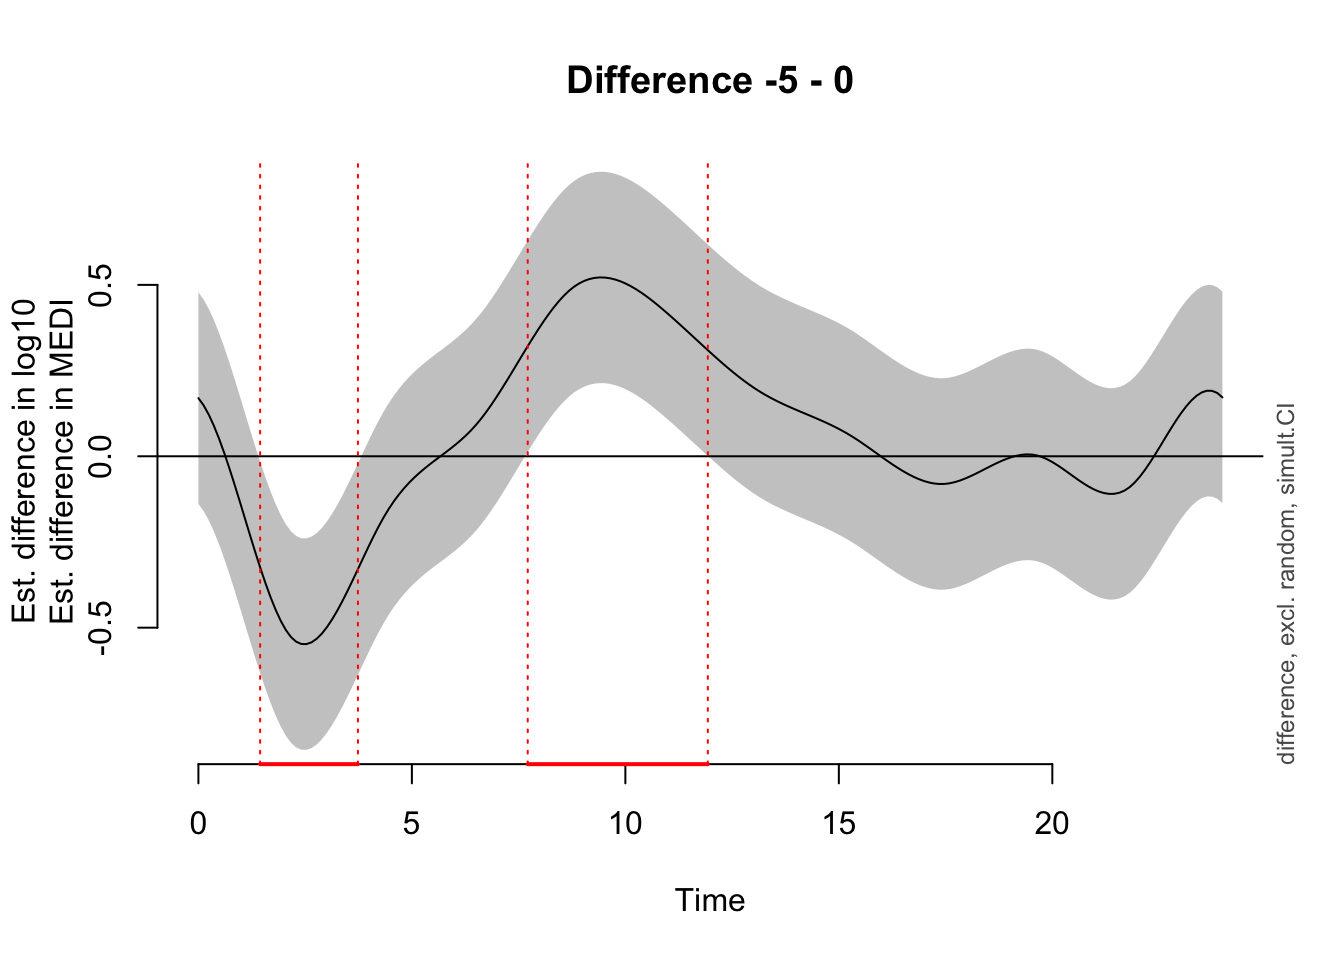 Difference -5 - 0
Est. difference in log10
Est. difference in MEDI
0.5
0.0
-0.5
0 5 10 15 20
Time
difference, excl. random, simult.CI